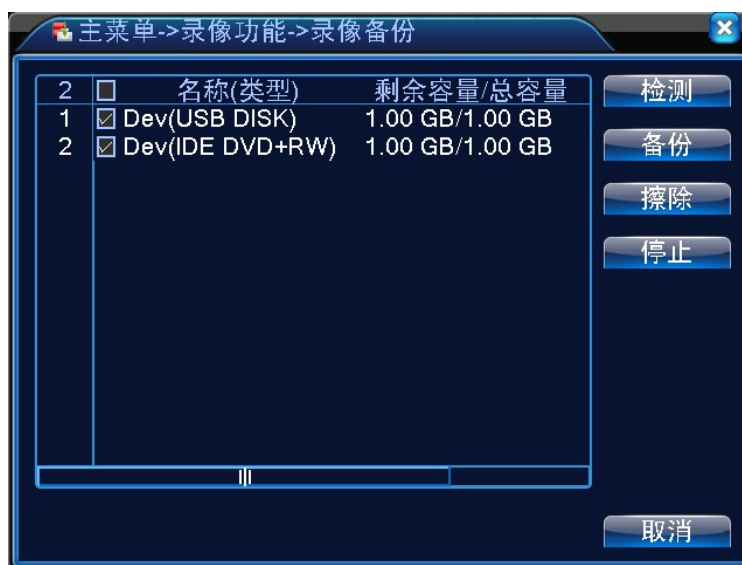 主菜单->录像功能->录像备份
2 名称(类型) 剩余容量/总容量
1 Dev(USB DISK) 1.00 GB/1.00 GB
2 Dev(IDE DVD+RW) 1.00 GB/1.00 GB
检测
备份
擦除
停止
取消